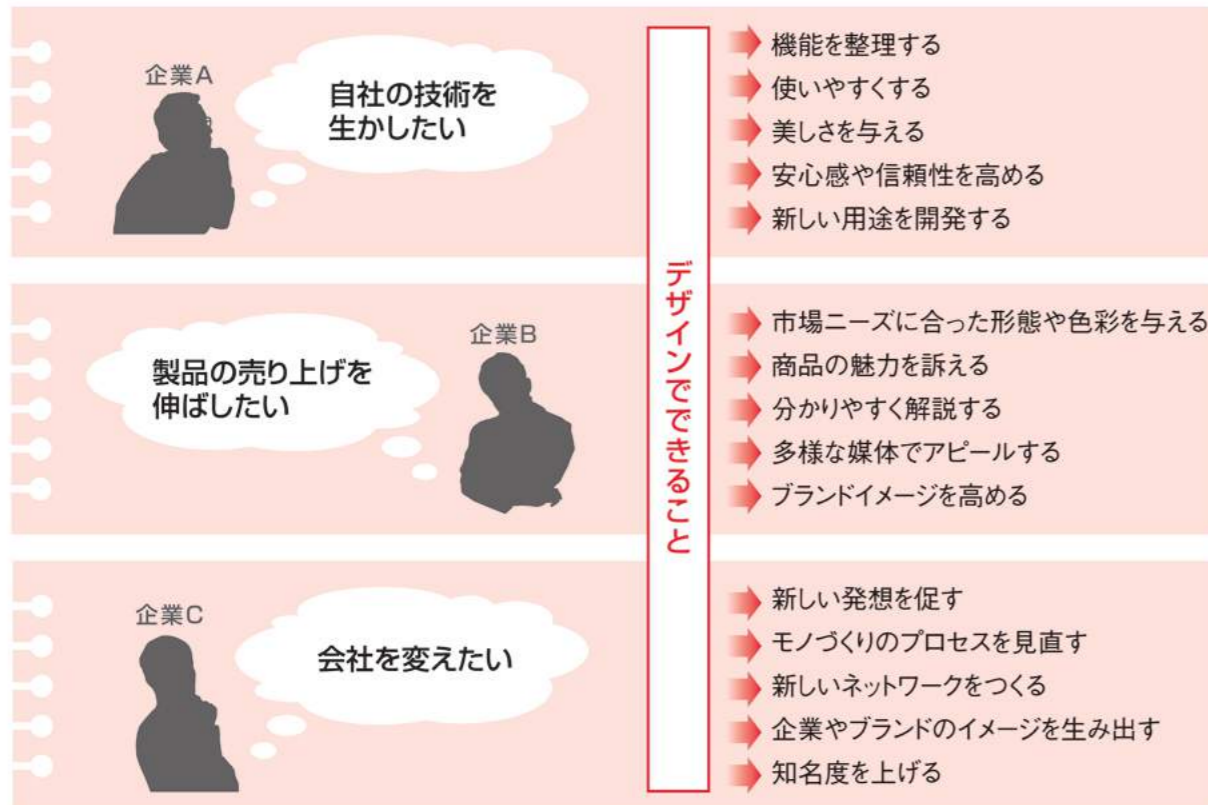 企業A
自社の技術を
生かしたい
機能を整理する
使いやすくする
美しさを与える
安心感や信頼性を高める
新しい用途を開発する
デザインでできること
企業B
製品の売り上げを
伸ばしたい
市場ニーズに合った形態や色彩を与える
商品の魅力を訴える
分かりやすく解説する
多様な媒体でアピールする
ブランドイメージを高める
企業C
会社を変えたい
新しい発想を促す
モノづくりのプロセスを見直す
新しいネットワークをつくる
企業やブランドのイメージを生み出す
知名度を上げる